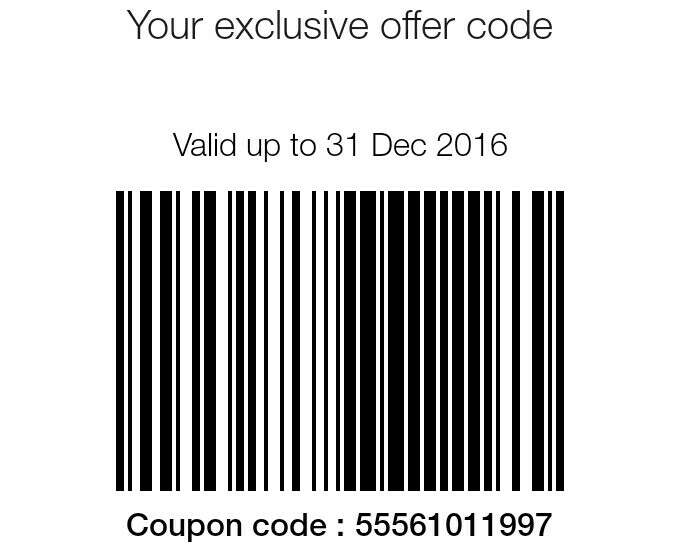 Your exclusive offer code
Valid up to 31 Dec 2016
Coupon code : 55561011997